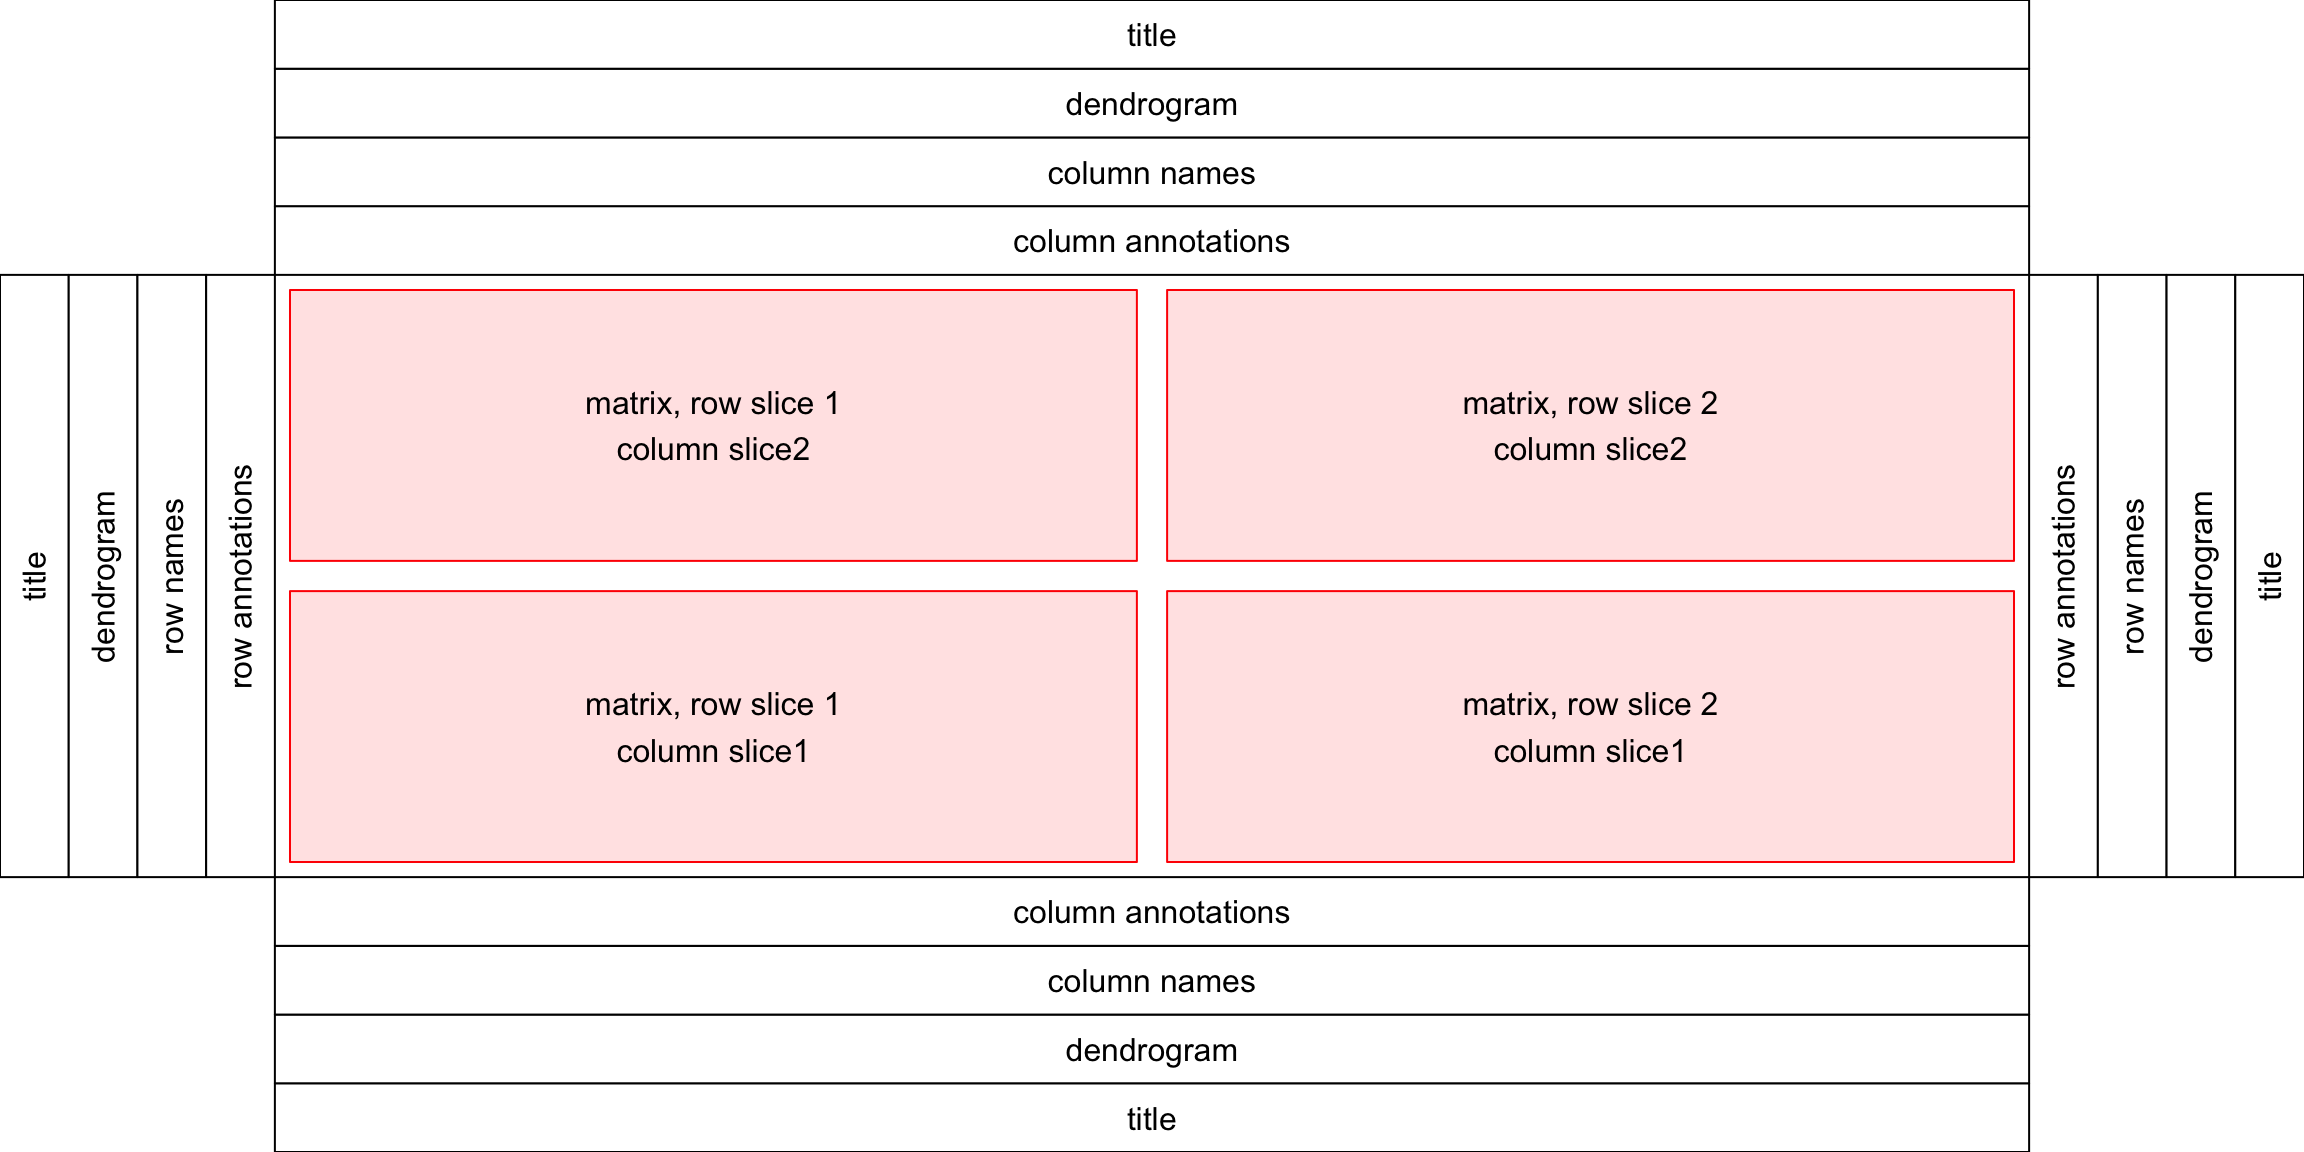 title
dendrogram
column names
column annotations
title
dendrogram
row names
row annotations
matrix, row slice 1
column slice2
matrix, row slice 2
column slice2
matrix, row slice 1
column slice1
matrix, row slice 2
column slice1
row annotations
row names
dendrogram
title
column annotations
column names
dendrogram
title